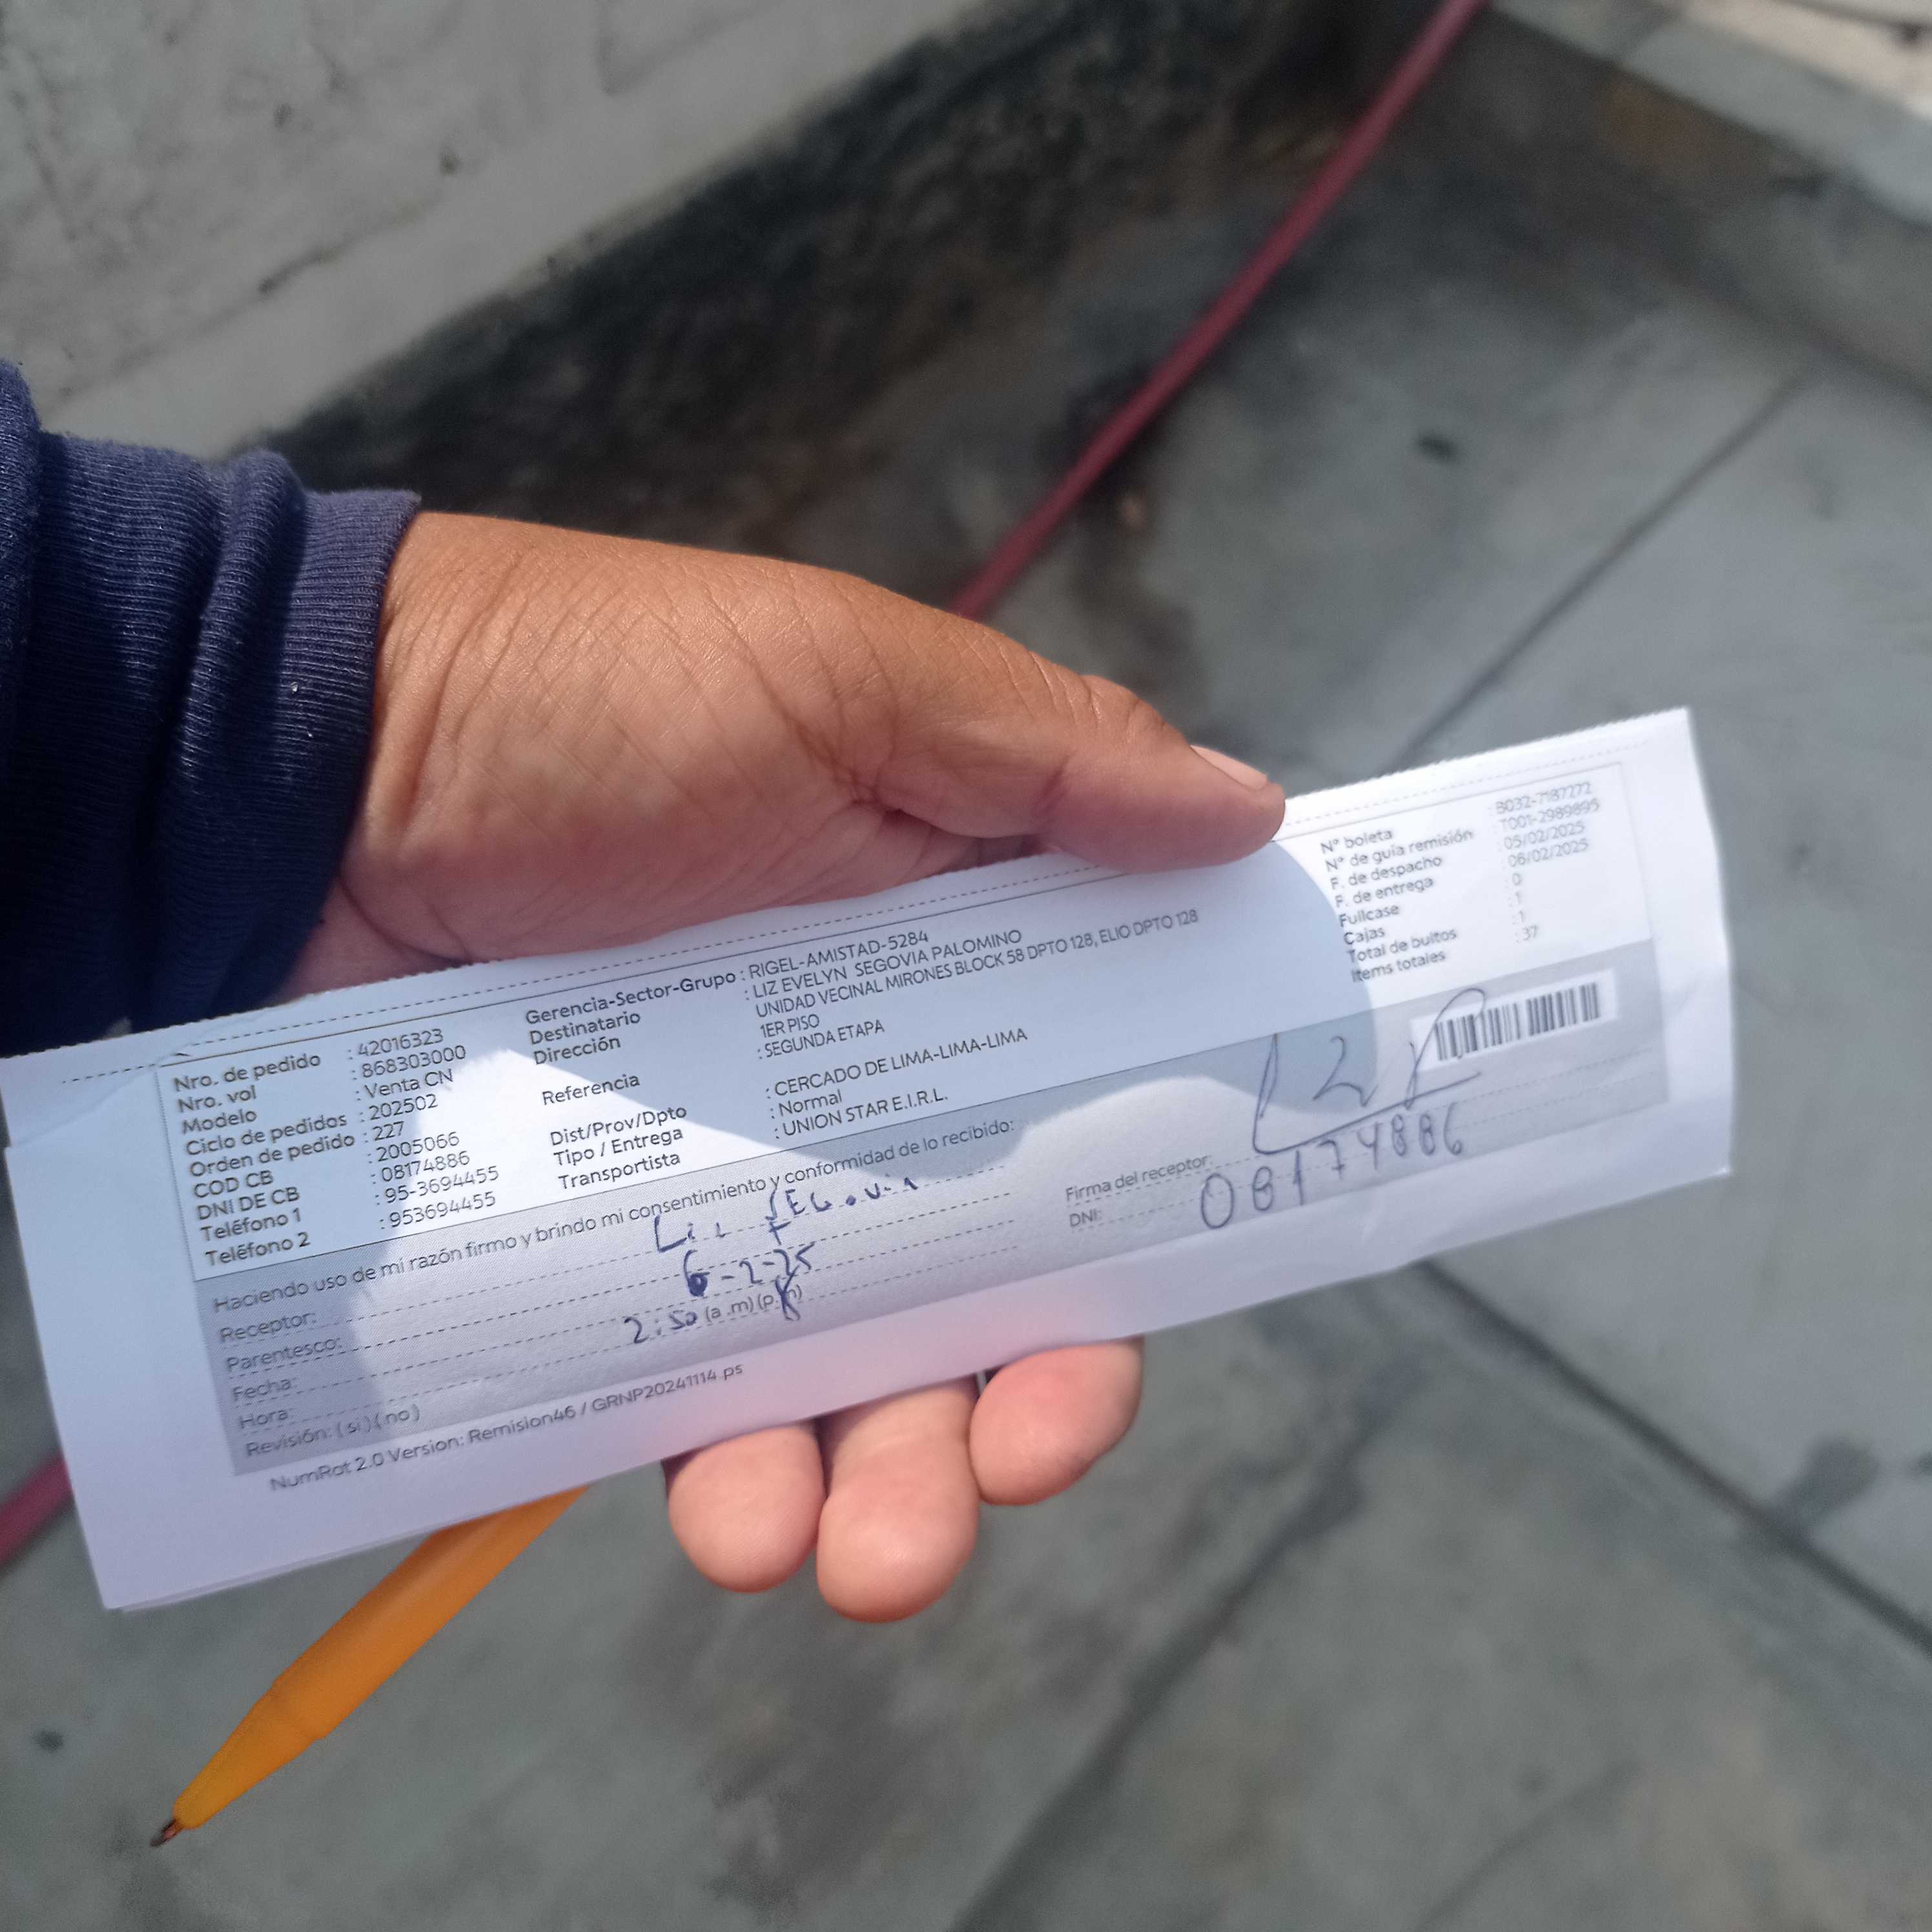 Nro. de pedido : 42016323
Nro. vol : 868303000
Modelo : Venta CN
Ciclo de pedidos : 202502
Orden de pedido : 227
COD CB : 2005066
DNI DE CB : 08174886
Teléfono 1 : 95-3694455
Teléfono 2 : 953694455
Gerencia-Sector-Grupo : RIGEL-AMISTAD-5284
Destinatario : LIZ EVELYN SEGOVIA PALOMINO
Dirección UNIDAD VECINAL MIRONES BLOCK 58 DPTO 128, ELIO DPTO 128
1ER PISO
Referencia : SEGUNDA ETAPA
Dist/Prov/Dpto : CERCADO DE LIMA-LIMA-LIMA
Tipo / Entrega : Normal
Transportista : UNION STAR E.I.R.L.
N° boleta : B032-7187272
N° de guía remisión : T001-2989895
F. de despacho : 05/02/2025
F. de entrega : 06/02/2025
Fullcase : 0
Cajas : 1
Total de bultos : 1
Items totales : 37
Haciendo uso de mi razón firmo y brindo mi consentimiento y conformidad de lo recibido:
Receptor: Liz SEGovia
Parentesco:
Fecha: 6-2-25
Hora: 2:50 (a .m) (p. m)
Revisión: ( si ) ( no )
Firma del receptor:
DNI: 08174886
NumRot 2.0 Version: Remision46 / GRNP20241114.ps